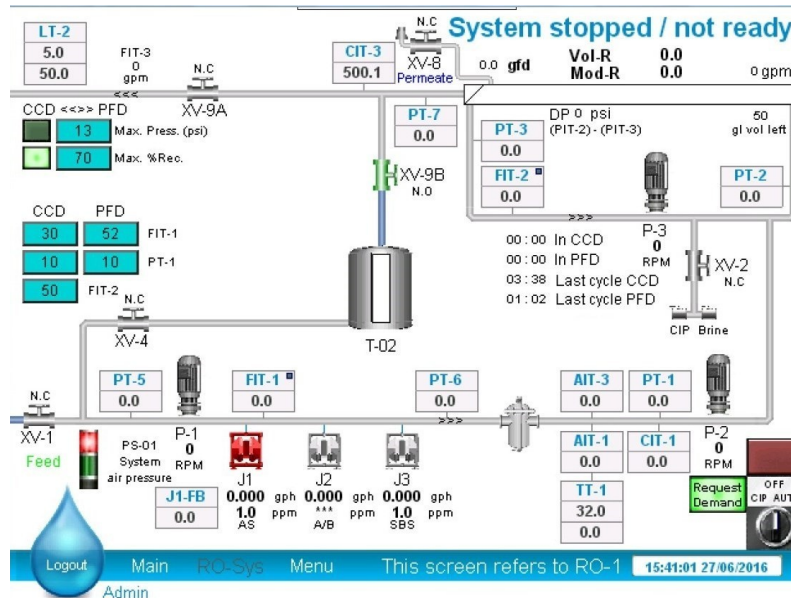 System stopped / not ready
LT-2
5.0
50.0
FIT-3
0
gpm
N.C
XV-9A
<<<
CIT-3
500.1
N.C
XV-8
Permeate
0.0 gfd
Vol-R 0.0
Mod-R 0.0
0 gpm
CCD <<>> PFD
13 Max. Press. (psi)
70 Max. %Rec.
PT-7
0.0
PT-3
0.0
DP 0 psi
(PIT-2) - (PIT-3)
50
gl vol left
FIT-2
0.0
PT-2
0.0
XV-9B
N.O
>>>
P-3
0
RPM
CCD PFD
30 52 FIT-1
10 10 PT-1
50 FIT-2
00:00 In CCD
00:00 In PFD
03:38 Last cycle CCD
01:02 Last cycle PFD
XV-2
N.C
CIP Brine
N.C
XV-4
T-02
PT-5
0.0
FIT-1
0.0
PT-6
0.0
>>>
AIT-3
0.0
PT-1
0.0
N.C
XV-1
Feed
PS-01
System
air pressure
P-1
0
RPM
J1
J2
J3
AIT-1
0.0
CIT-1
0.0
P-2
0
RPM
J1-FB
0.0
0.000 gph 0.000 gph 0.000 gph
1.0 ppm *** ppm 1.0 ppm
AS A/B SBS
TT-1
32.0
0.0
Request
Demand
OFF
CIP AUT
Logout
Main RO-Sys Menu This screen refers to RO-1 15:41:01 27/06/2016
Admin